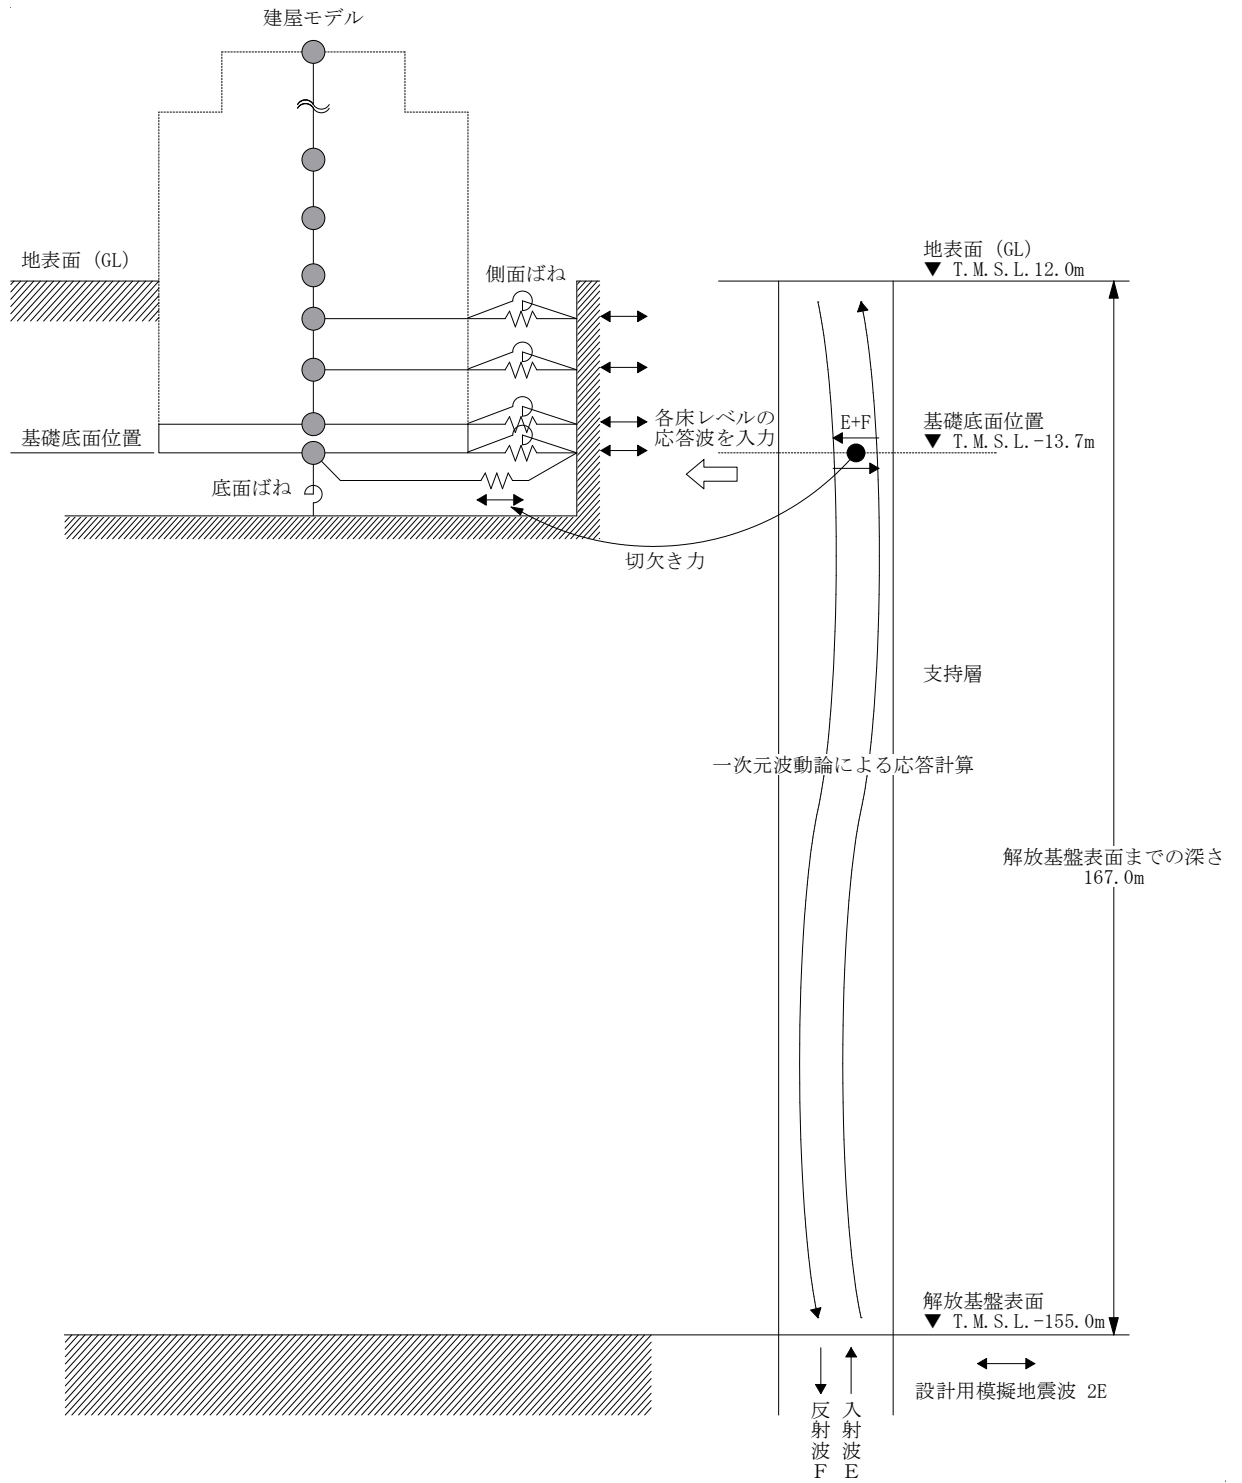 建屋モデル
地表面 (GL)
▼ T.M.S.L.12.0m
地表面 (GL)
側面ばね
各床レベルの
応答波を入力
E+F
基礎底面位置
▼ T.M.S.L.-13.7m
基礎底面位置
底面ばね
切欠き力
支持層
一次元波動論による応答計算
解放基盤表面までの深さ
167.0m
解放基盤表面
▼ T.M.S.L.-155.0m
設計用模擬地震波 2E
反射波F
入射波E